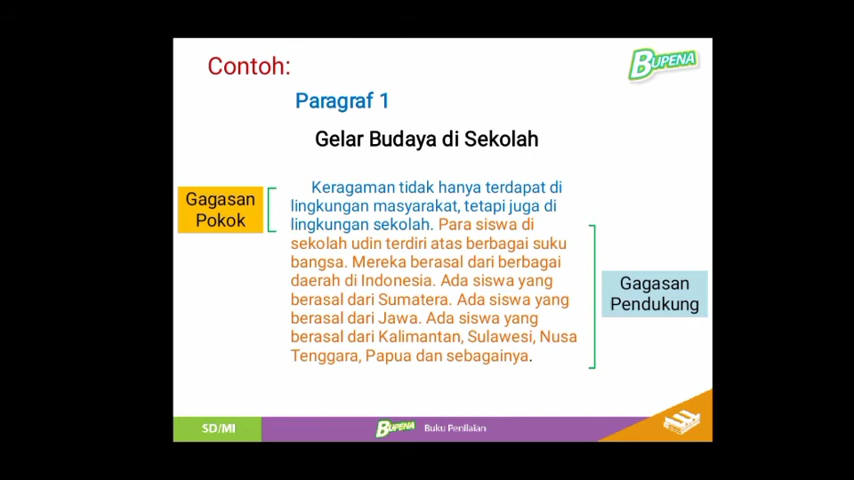 Contoh:
BUPENA
Paragraf 1
Gelar Budaya di Sekolah
Gagasan
Pokok
Keragaman tidak hanya terdapat di
lingkungan masyarakat, tetapi juga di
lingkungan sekolah. Para siswa di
sekolah udin terdiri atas berbagai suku
bangsa. Mereka berasal dari berbagai
daerah di Indonesia. Ada siswa yang
berasal dari Sumatera. Ada siswa yang
berasal dari Jawa. Ada siswa yang
berasal dari Kalimantan, Sulawesi, Nusa
Tenggara, Papua dan sebagainya.
Gagasan
Pendukung
SD/MI
BUPENA Buku Penilaian